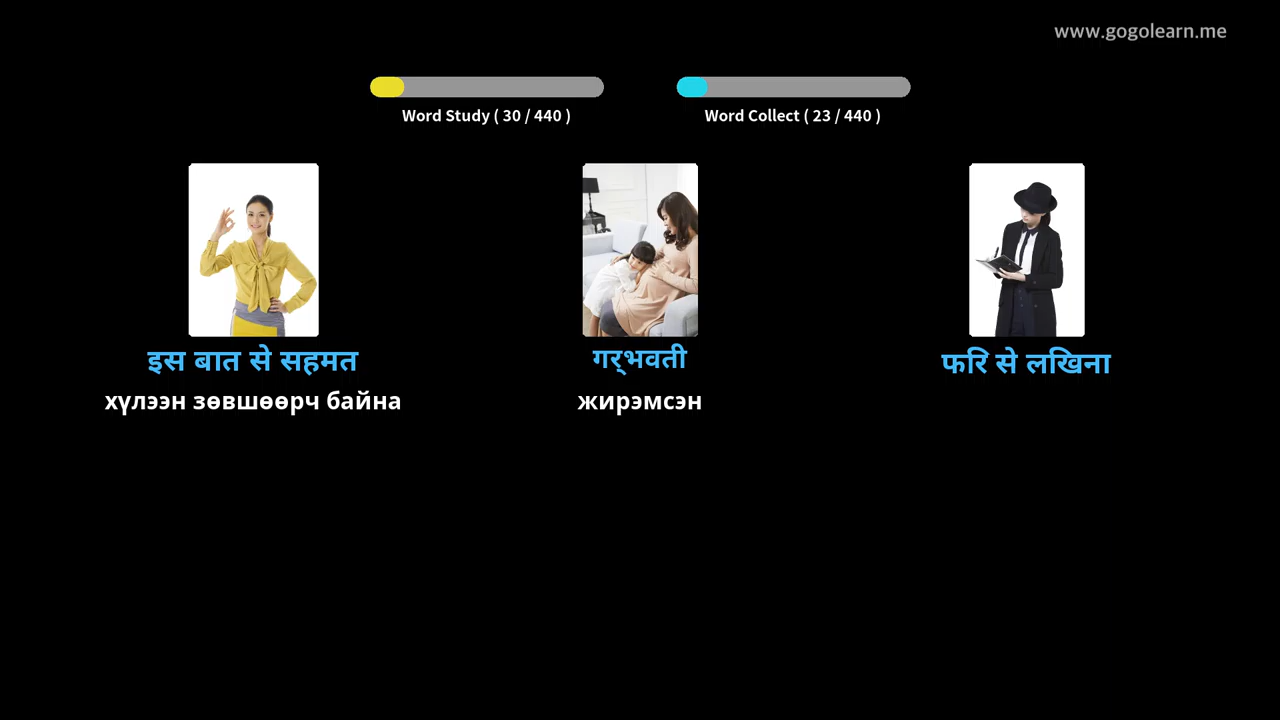 www.gogolearn.me
Word Study ( 30 / 440 )
Word Collect ( 23 / 440 )
इस बात से सहमत
गर्‌भवती
फरि से लखिना
хүлээн зөвшөөрч байна
жирэмсэн